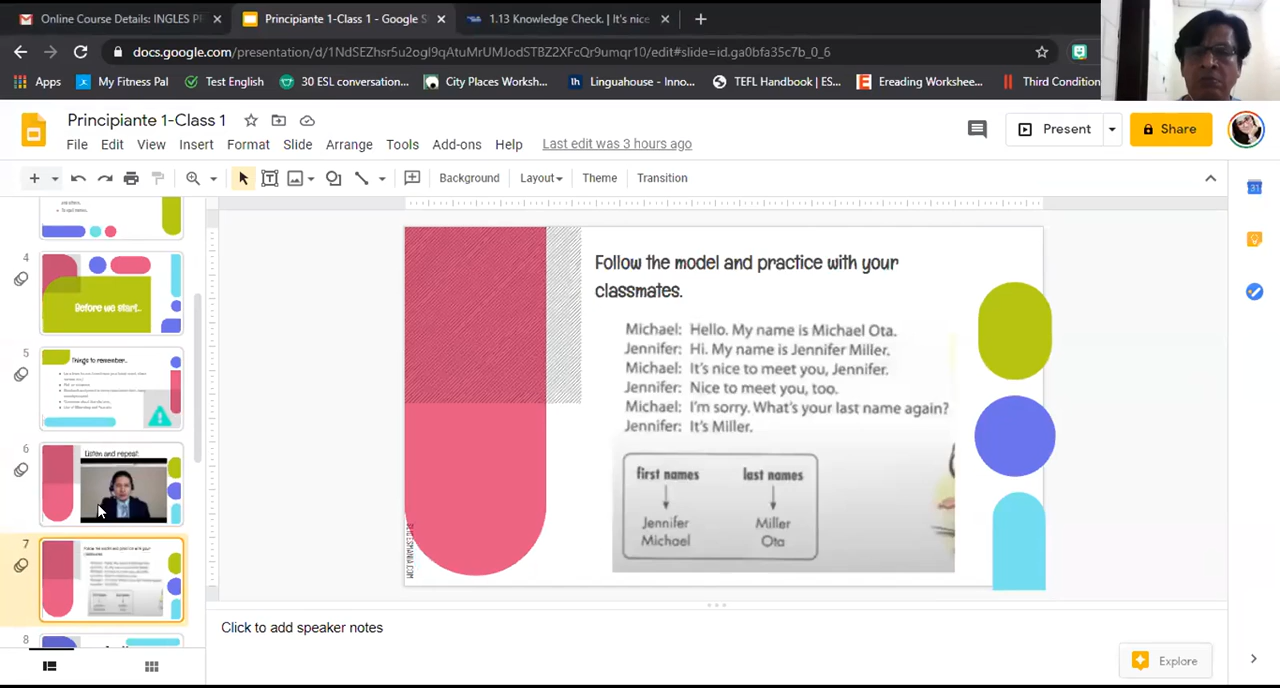 Online Course Details: INGLES PR
Principiante 1-Class 1 - Google S
1.13 Knowledge Check. | It's nice
docs.google.com/presentation/d/1NdSEZhsr5u2ogl9qAtuMrUMJodSTBZ2XFcQr9umqr10/edit#slide=id.ga0bfa35c7b_0_6
Apps
My Fitness Pal
Test English
30 ESL conversation...
City Places Worksh...
Linguahouse - Inno...
TEFL Handbook | ES...
Ereading Workshee...
Third Condition
Principiante 1-Class 1
File Edit View Insert Format Slide Arrange Tools Add-ons Help Last edit was 3 hours ago
Present
Share
Background Layout Theme Transition
31
4
Before we start..
5
Things to remember..
6
Listen and repeat
7
8
Follow the model and practice with your
classmates.
Michael: Hello. My name is Michael Ota.
Jennifer: Hi. My name is Jennifer Miller.
Michael: It's nice to meet you, Jennifer.
Jennifer: Nice to meet you, too.
Michael: I'm sorry. What's your last name again?
Jennifer: It's Miller.
first names last names
Jennifer Miller
Michael Ota
Click to add speaker notes
Explore